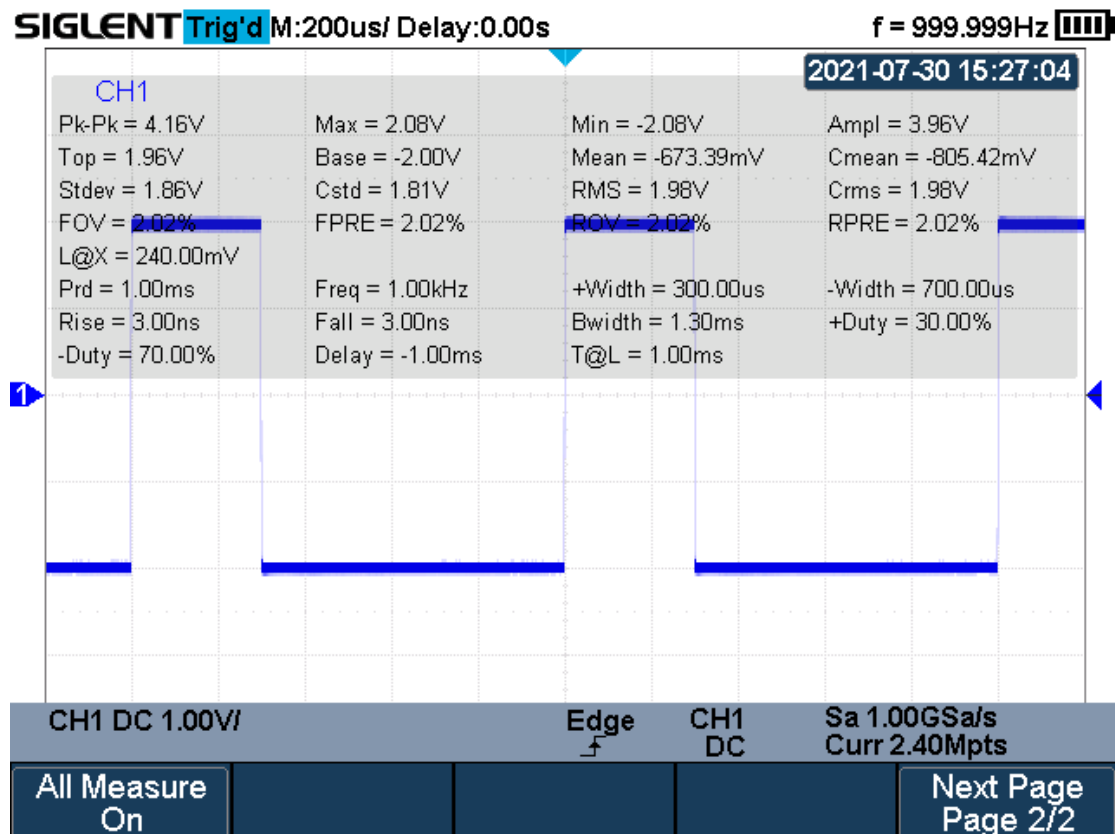 SIGLENT Trig'd M:200us/ Delay:0.00s f = 999.999Hz
2021-07-30 15:27:04
CH1
Pk-Pk = 4.16V Max = 2.08V Min = -2.08V Ampl = 3.96V
Top = 1.96V Base = -2.00V Mean = -673.39mV Cmean = -805.42mV
Stdev = 1.86V Cstd = 1.81V RMS = 1.98V Crms = 1.98V
FOV = 2.02% FPRE = 2.02% ROV = 2.02% RPRE = 2.02%
L@X = 240.00mV
Prd = 1.00ms Freq = 1.00kHz +Width = 300.00us -Width = 700.00us
Rise = 3.00ns Fall = 3.00ns Bwidth = 1.30ms +Duty = 30.00%
-Duty = 70.00% Delay = -1.00ms T@L = 1.00ms
1
CH1 DC 1.00V/ Edge CH1 Sa 1.00GSa/s
DC Curr 2.40Mpts
All Measure Next Page
On Page 2/2